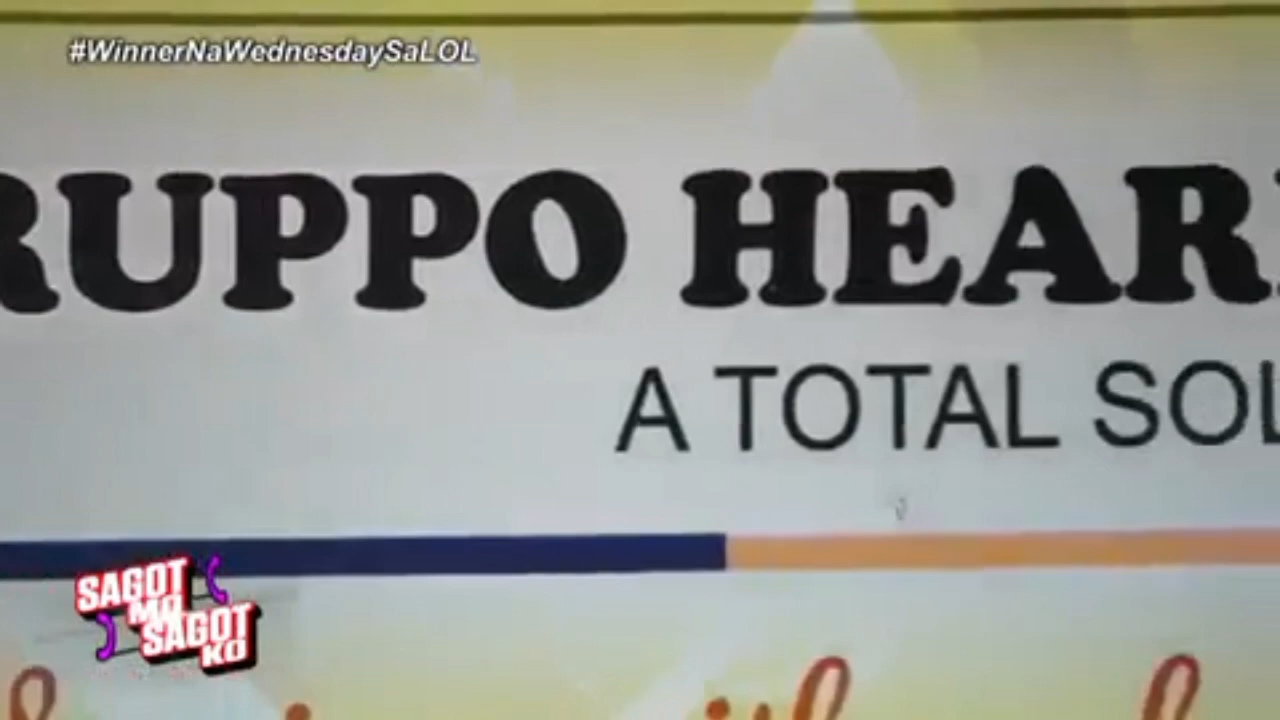 #WinnerNaWednesdaySaLOL
RUPPO HEAR
A TOTAL SOL
SAGOT
MO
SAGOT
KO